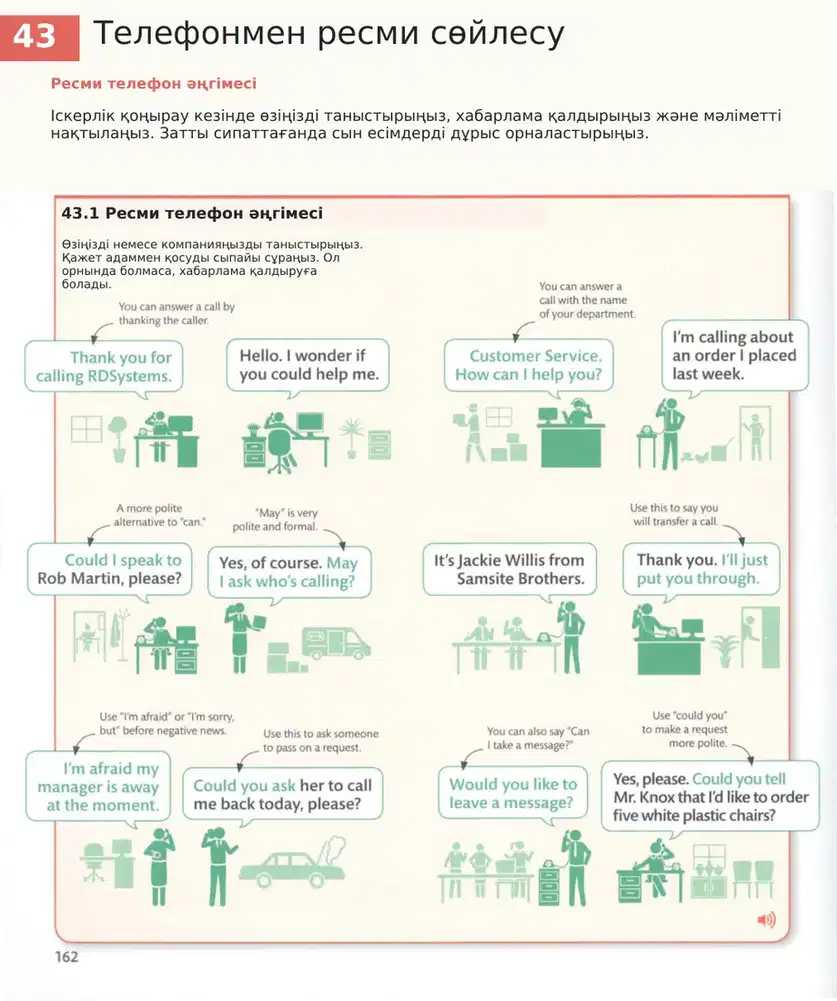 43
Телефонмен ресми сөйлесу
Ресми телефон әңгімесі
Іскерлік қоңырау кезінде өзіңізді таныстырыңыз, хабарлама қалдырыңыз және мәліметті
нақтылаңыз. Затты сипаттағанда сын есімдерді дұрыс орналастырыңыз.
43.1 Ресми телефон әңгімесі
Өзіңізді немесе компанияңызды таныстырыңыз.
Қажет адаммен қосуды сыпайы сұраңыз. Ол
орнында болмаса, хабарлама қалдыруға
болады.
You can answer a call by
thanking the caller.
Thank you for
calling RDSystems.
Hello. I wonder if
you could help me.
You can answer a
call with the name
of your department.
Customer Service.
How can I help you?
I'm calling about
an order I placed
last week.
A more polite
alternative to "can."
Could I speak to
Rob Martin, please?
"May" is very
polite and formal.
Yes, of course. May
I ask who's calling?
It's Jackie Willis from
Samsite Brothers.
Use this to say you
will transfer a call.
Thank you. I'll just
put you through.
Use "I'm afraid" or "I'm sorry,
but" before negative news.
I'm afraid my
manager is away
at the moment.
Use this to ask someone
to pass on a request.
Could you ask her to call
me back today, please?
You can also say "Can
I take a message?"
Would you like to
leave a message?
Use "could you"
to make a request
more polite.
Yes, please. Could you tell
Mr. Knox that I'd like to order
five white plastic chairs?
162